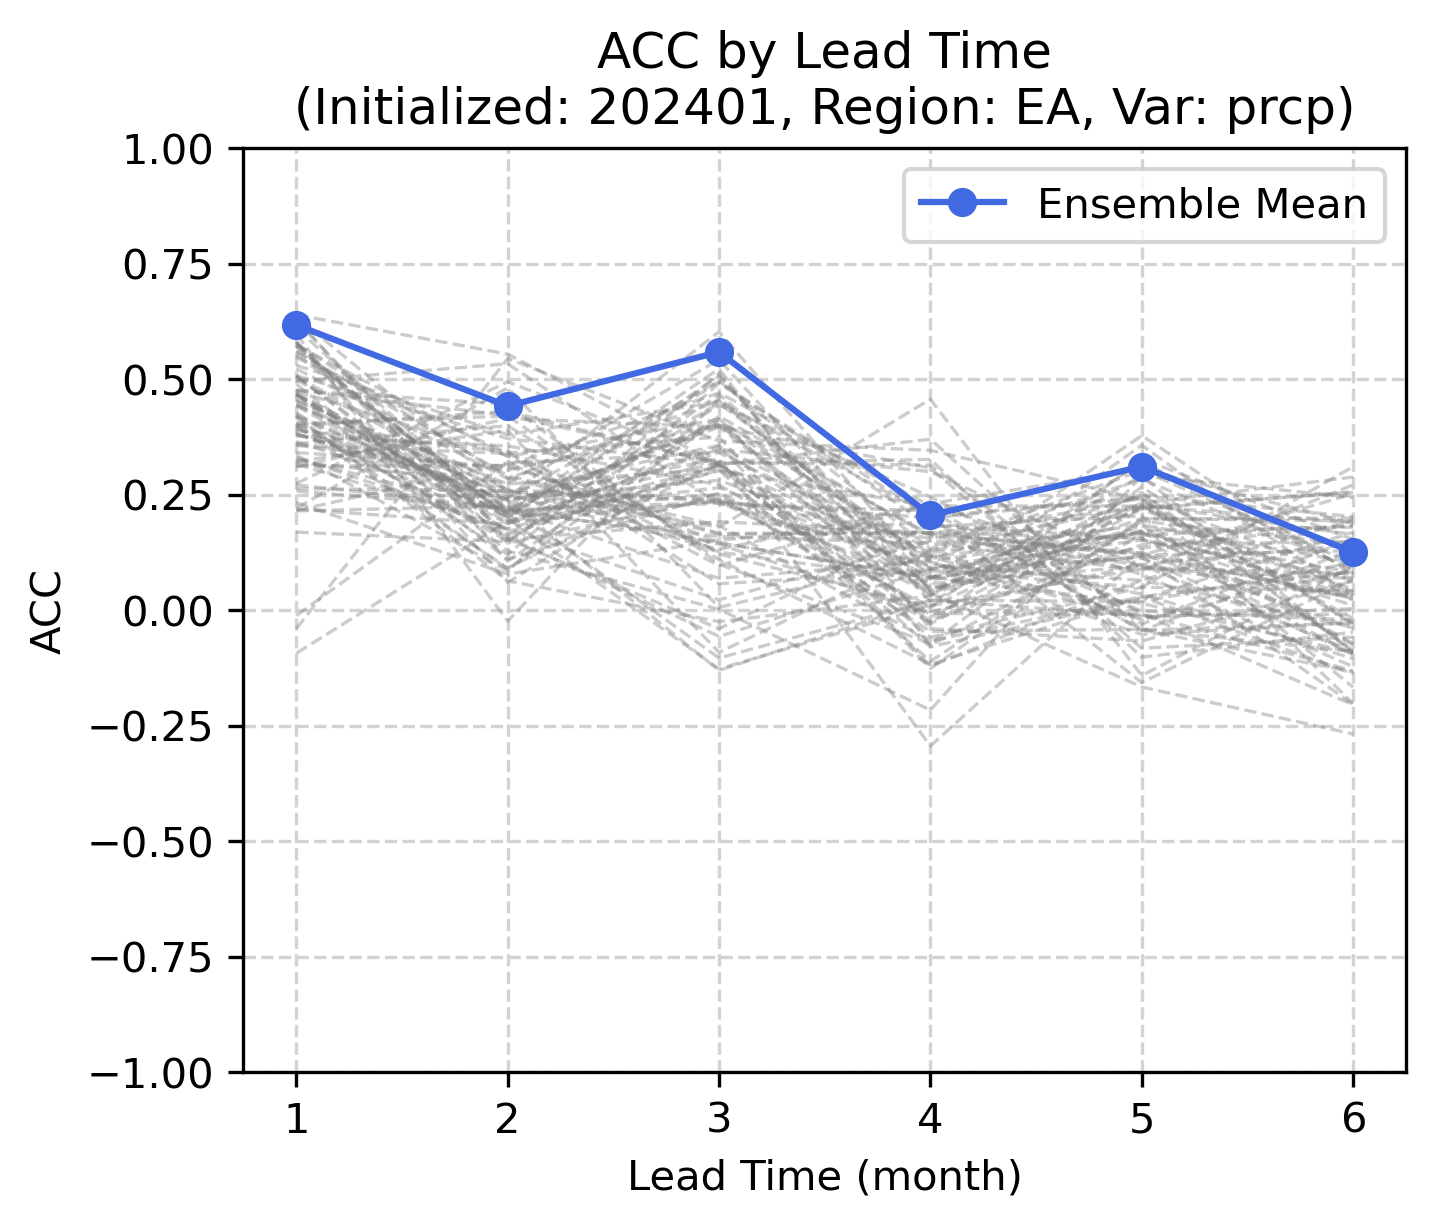 ACC by Lead Time
(Initialized: 202401, Region: EA, Var: prcp)
1.00
0.75
0.50
0.25
0.00
−0.25
−0.50
−0.75
−1.00
ACC
Ensemble Mean
1 2 3 4 5 6
Lead Time (month)